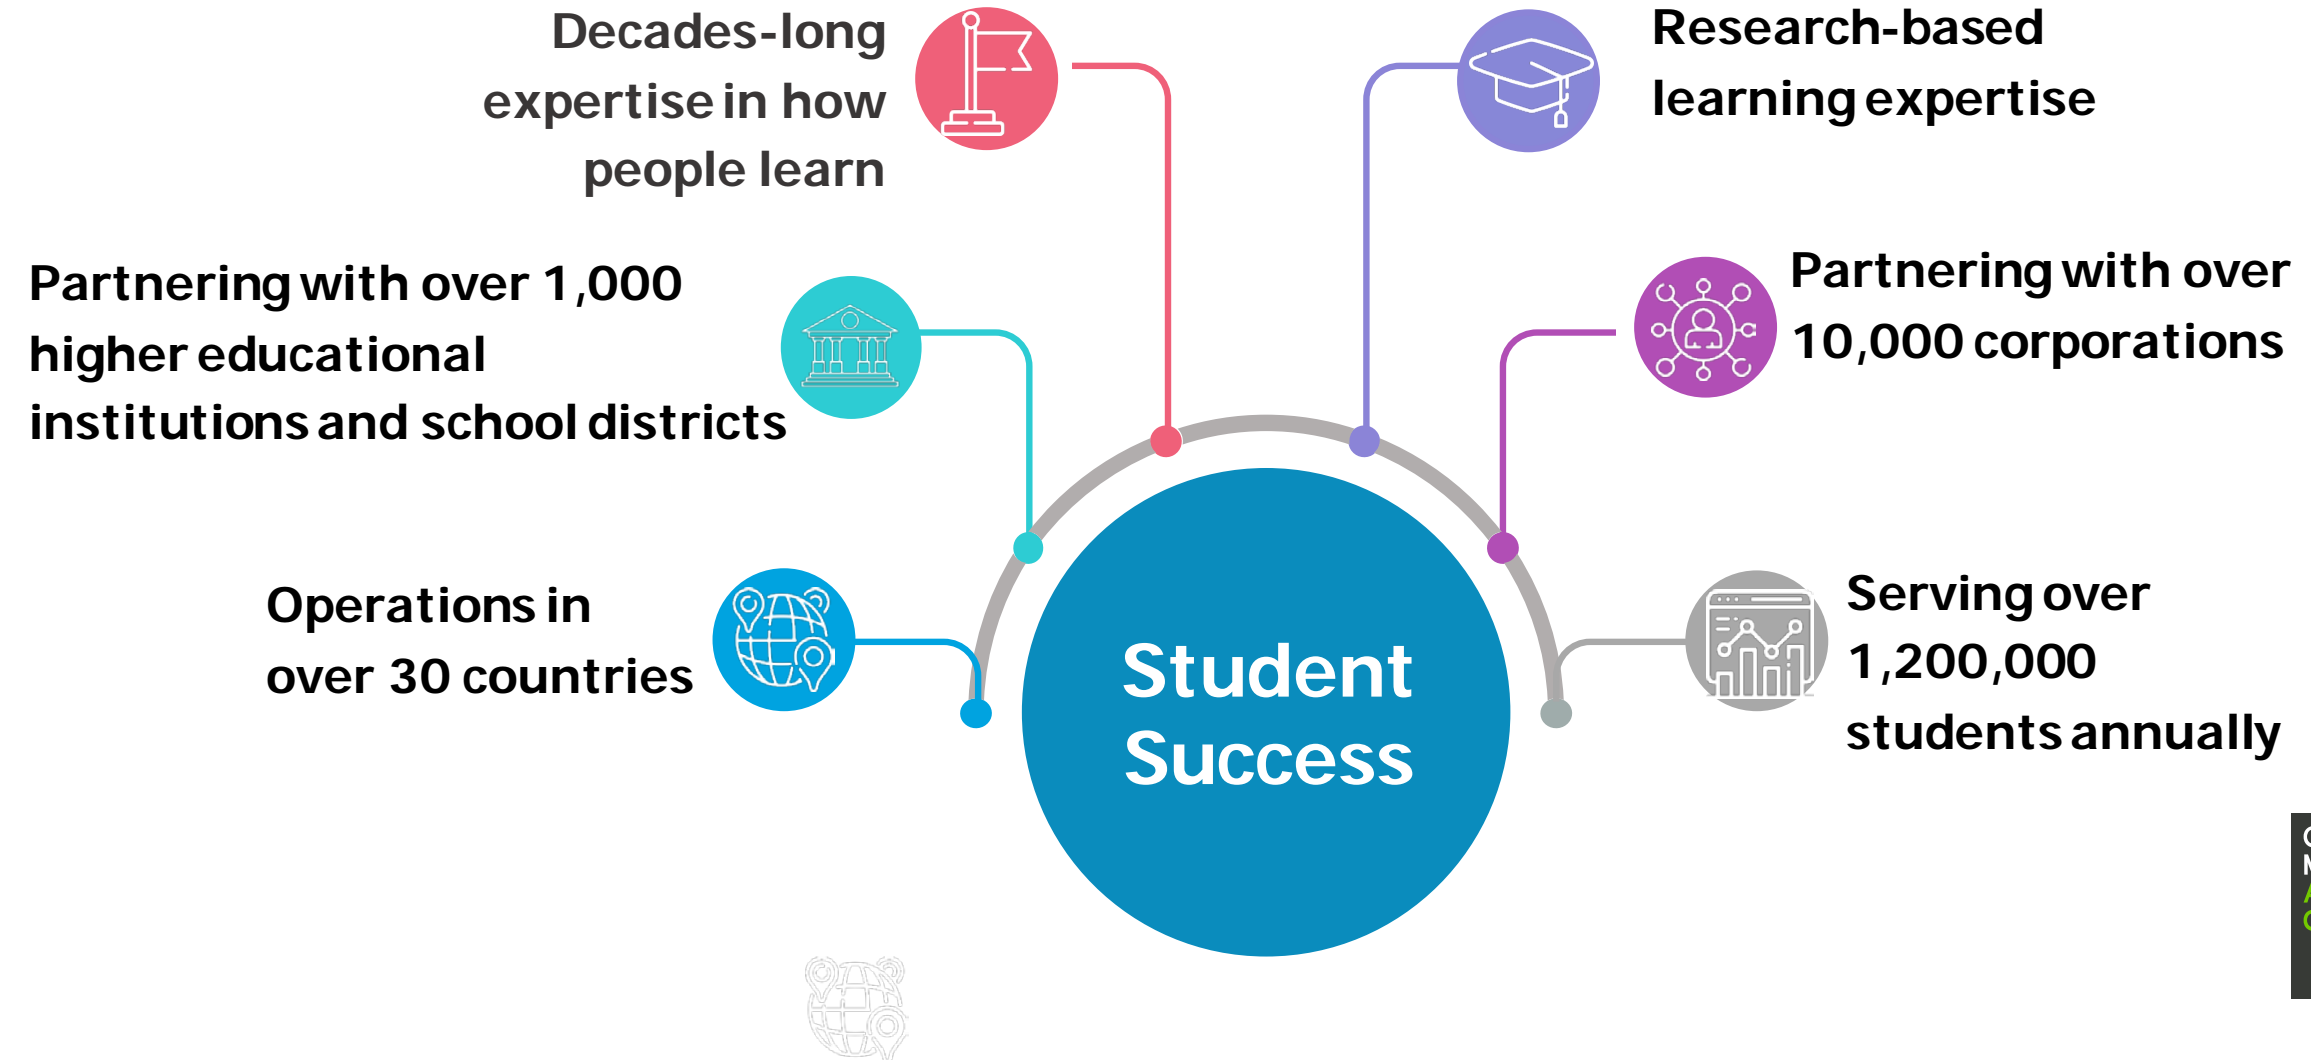 Decades-long
expertise in how
people learn
Research-based
learning expertise
Partnering with over 1,000
higher educational
institutions and school districts
Partnering with over
10,000 corporations
Operations in
over 30 countries
Serving over
1,200,000
students annually
Student
Success